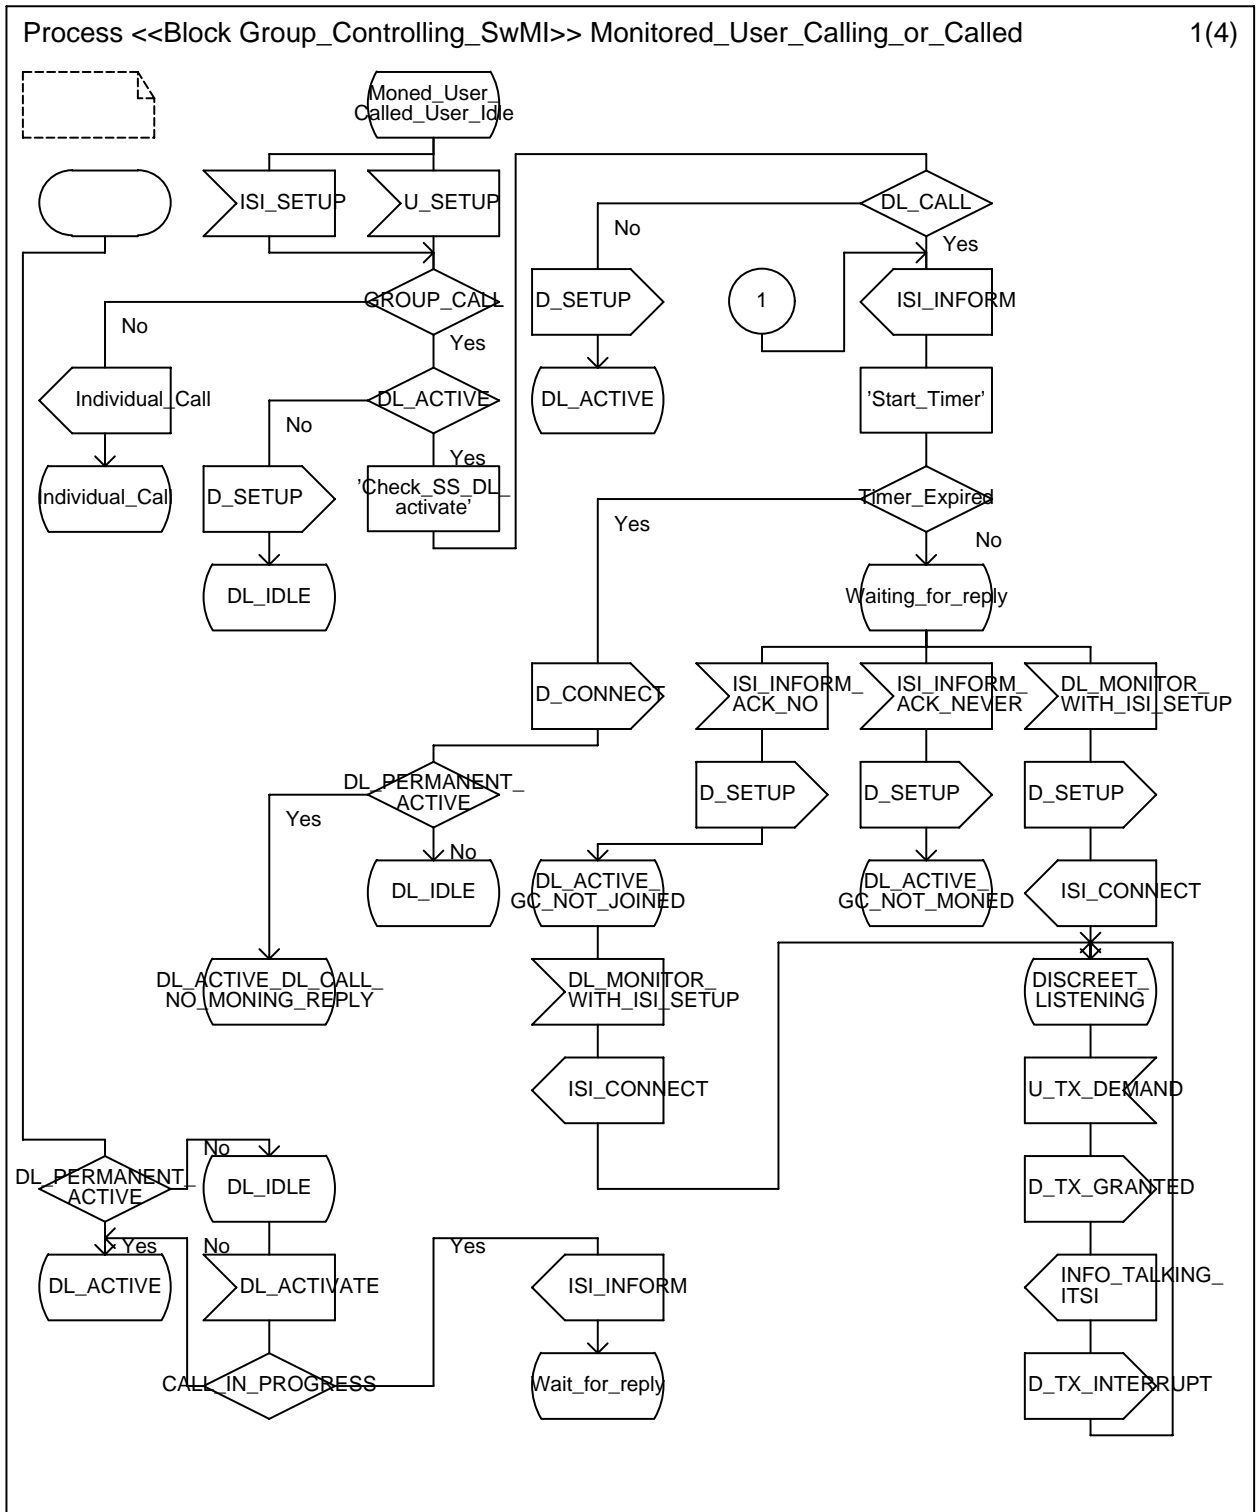 Process <<Block Group_Controlling_SwMI>> Monitored_User_Calling_or_Called
1(4)
Moned_User_
Called_User_Idle
ISI_SETUP
U_SETUP
DL_CALL
No
Yes
GROUP_CALL
D_SETUP
1
ISI_INFORM
No
Yes
Individual_Call
DL_ACTIVE
DL_ACTIVE
'Start_Timer'
No
Yes
Individual_Call
D_SETUP
'Check_SS_DL_
activate'
Timer_Expired
Yes
No
DL_IDLE
Waiting_for_reply
D_CONNECT
ISI_INFORM_
ACK_NO
ISI_INFORM_
ACK_NEVER
DL_MONITOR_
WITH_ISI_SETUP
DL_PERMANENT_
ACTIVE
D_SETUP
D_SETUP
D_SETUP
Yes
No
DL_IDLE
DL_ACTIVE_
GC_NOT_JOINED
DL_ACTIVE_
GC_NOT_MONED
ISI_CONNECT
DL_ACTIVE_DL_CALL_
NO_MONING_REPLY
DL_MONITOR_
WITH_ISI_SETUP
DISCREET_
LISTENING
ISI_CONNECT
U_TX_DEMAND
No
DL_PERMANENT_
ACTIVE
DL_IDLE
D_TX_GRANTED
Yes
No
Yes
DL_ACTIVE
DL_ACTIVATE
ISI_INFORM
INFO_TALKING_
ITSI
CALL_IN_PROGRESS
Wait_for_reply
D_TX_INTERRUPT